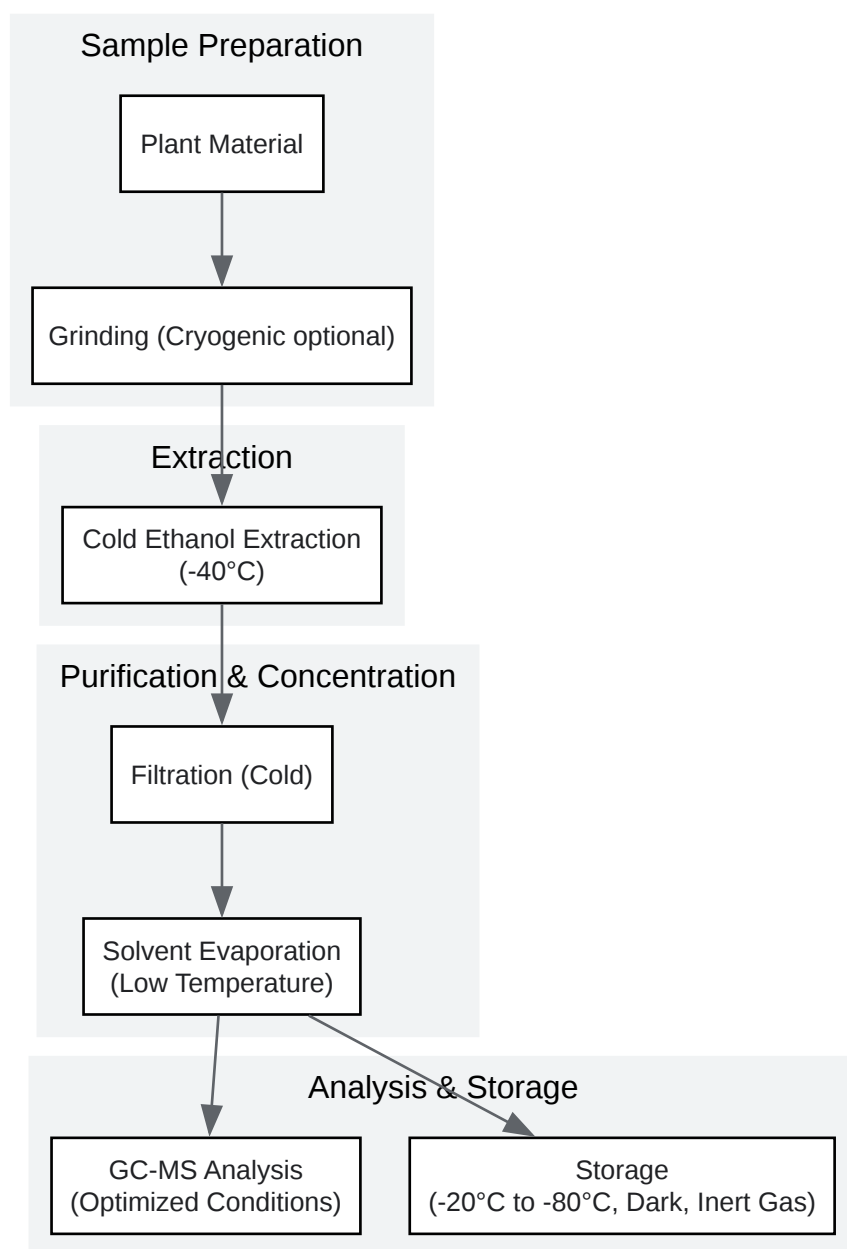 Sample Preparation
Plant Material
Grinding (Cryogenic optional)
Extraction
Cold Ethanol Extraction
(-40°C)
Purification & Concentration
Filtration (Cold)
Solvent Evaporation
(Low Temperature)
Analysis & Storage
GC-MS Analysis
(Optimized Conditions)
Storage
(-20°C to -80°C, Dark, Inert Gas)